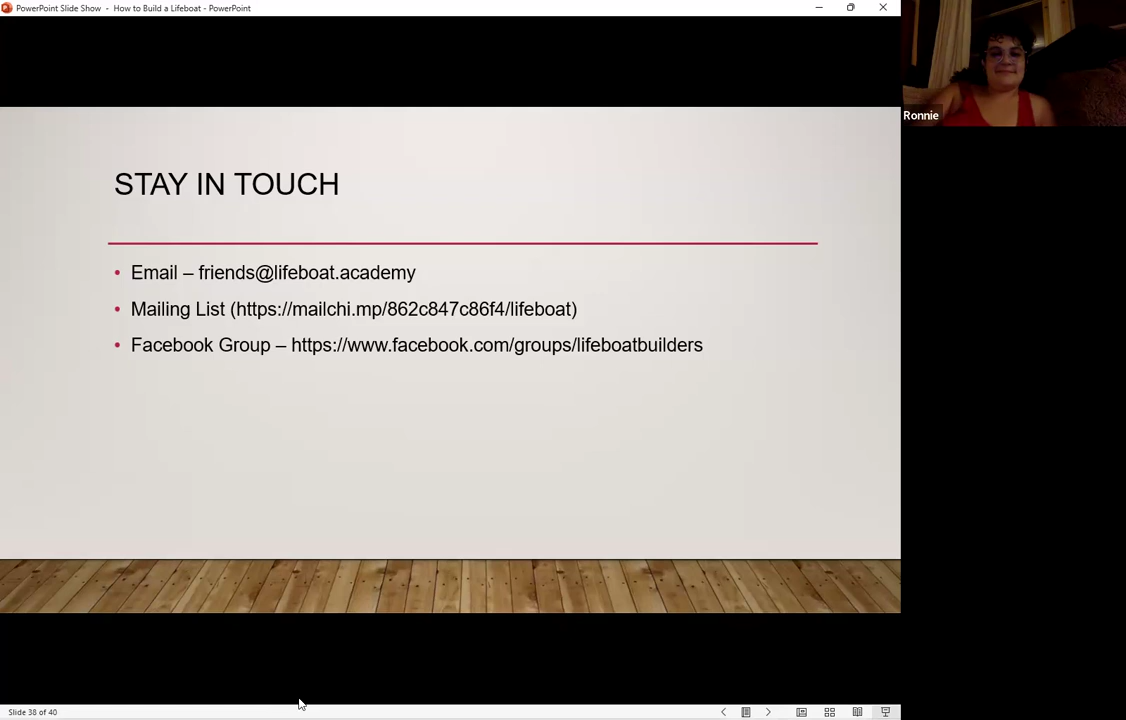 PowerPoint Slide Show - How to Build a Lifeboat - PowerPoint
Ronnie
STAY IN TOUCH
• Email – friends@lifeboat.academy
• Mailing List (https://mailchi.mp/862c847c86f4/lifeboat)
• Facebook Group – https://www.facebook.com/groups/lifeboatbuilders
Slide 38 of 40